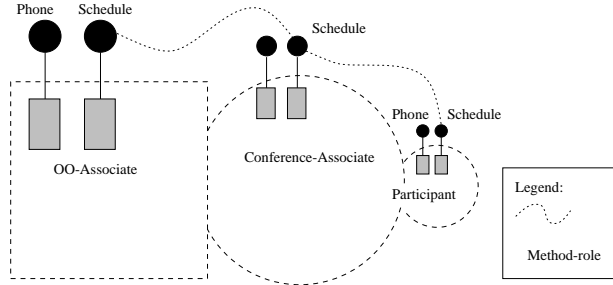 Phone Schedule
Schedule
Phone Schedule
OO-Associate
Conference-Associate
Participant
Legend:
Method-role